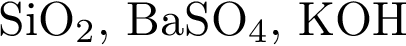 SiO₂, BaSO₄, KOH